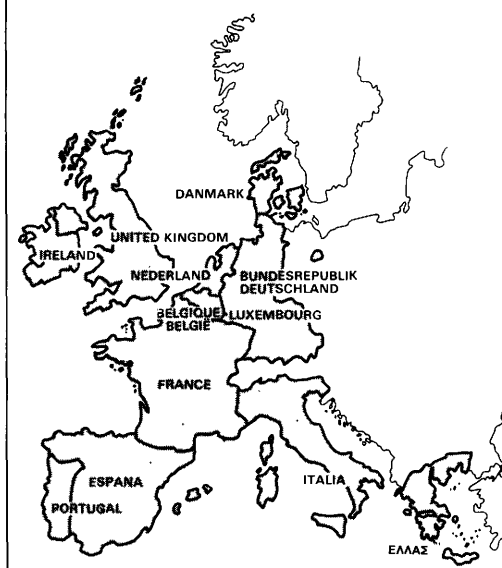 DANMARK
UNITED KINGDOM
IRELAND
NEDERLAND
BUNDESREPUBLIK
DEUTSCHLAND
BELGIQUE
BELGIË
LUXEMBOURG
FRANCE
ESPANA
PORTUGAL
ITALIA
ΕΛΛΑΣ